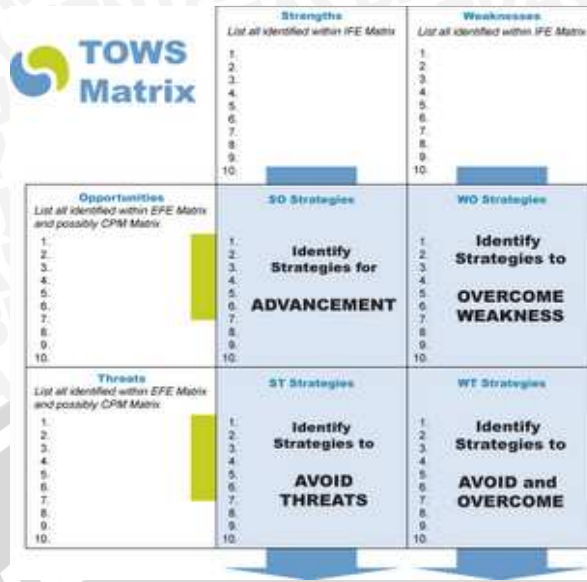 TOWS
Matrix
Strengths
List all identified within IFE Matrix
1.
2.
3.
4.
5.
6.
7.
8.
9.
10.
Weaknesses
List all identified within IFE Matrix
1.
2.
3.
4.
5.
6.
7.
8.
9.
10.
Opportunities
List all identified within EFE Matrix
and possibly CPM Matrix
1.
2.
3.
4.
5.
6.
7.
8.
9.
10.
SO Strategies
1.
2.
3.
4.
5.
6.
7.
8.
9.
10.
Identify
Strategies for
ADVANCEMENT
WO Strategies
1.
2.
3.
4.
5.
6.
7.
8.
9.
10.
Identify
Strategies to
OVERCOME
WEAKNESS
Threats
List all identified within EFE Matrix
and possibly CPM Matrix
1.
2.
3.
4.
5.
6.
7.
8.
9.
10.
ST Strategies
1.
2.
3.
4.
5.
6.
7.
8.
9.
10.
Identify
Strategies to
AVOID
THREATS
WT Strategies
1.
2.
3.
4.
5.
6.
7.
8.
9.
10.
Identify
Strategies to
AVOID and
OVERCOME